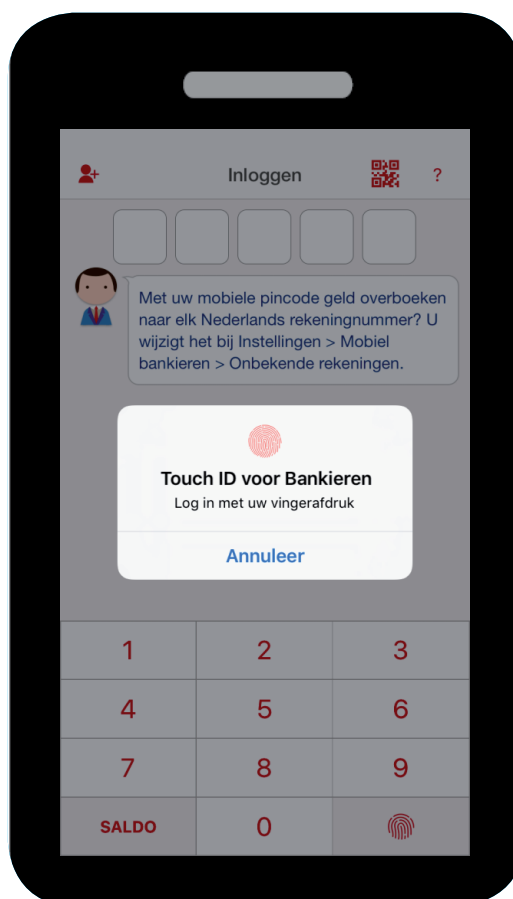 Inloggen
?
Met uw mobiele pincode geld overboeken
naar elk Nederlands rekeningnummer? U
wijzigt het bij Instellingen > Mobiel
bankieren > Onbekende rekeningen.
Touch ID voor Bankieren
Log in met uw vingerafdruk
Annuleer
1 2 3
4 5 6
7 8 9
SALDO 0